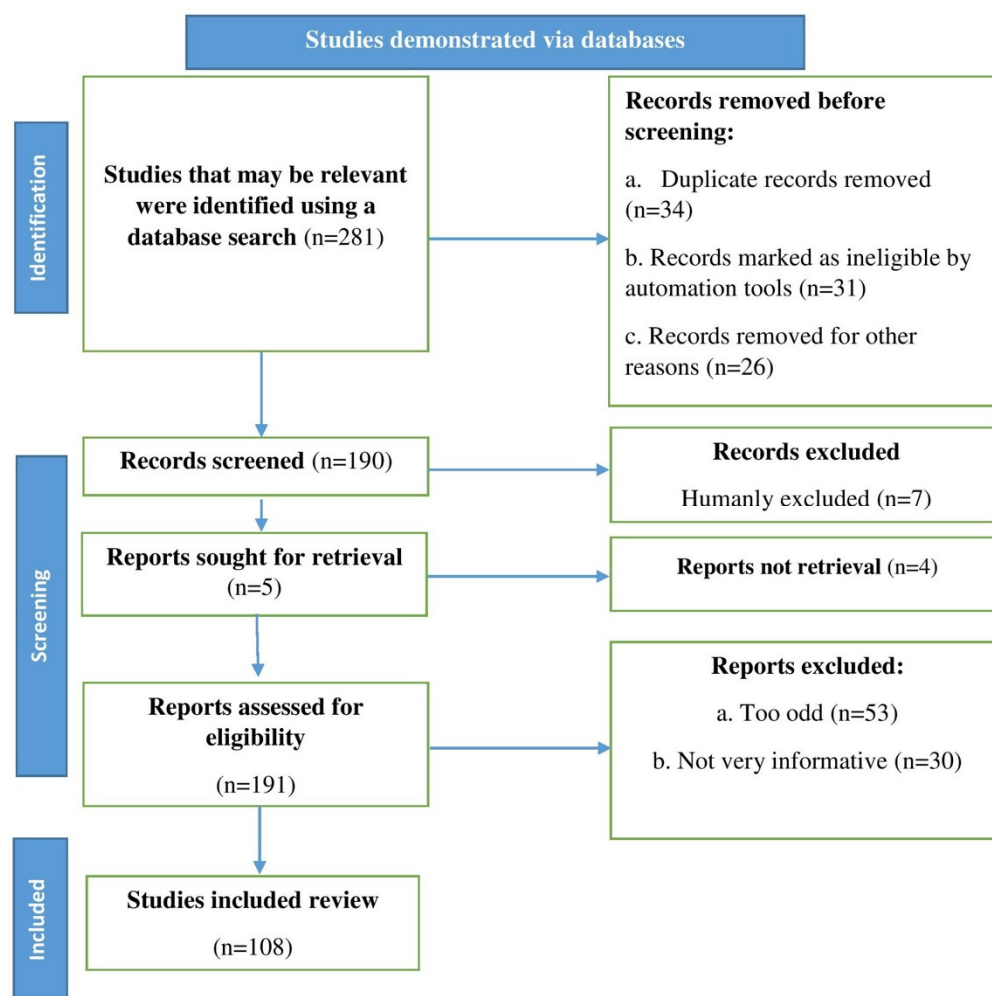 Studies demonstrated via databases
Identification
Studies that may be relevant
were identified using a
database search (n=281)
Records removed before
screening:
a. Duplicate records removed
(n=34)
b. Records marked as ineligible by
automation tools (n=31)
c. Records removed for other
reasons (n=26)
Screening
Records screened (n=190)
Records excluded
Humanly excluded (n=7)
Reports sought for retrieval
(n=5)
Reports not retrieval (n=4)
Reports assessed for
eligibility
(n=191)
Reports excluded:
a. Too odd (n=53)
b. Not very informative (n=30)
Included
Studies included review
(n=108)